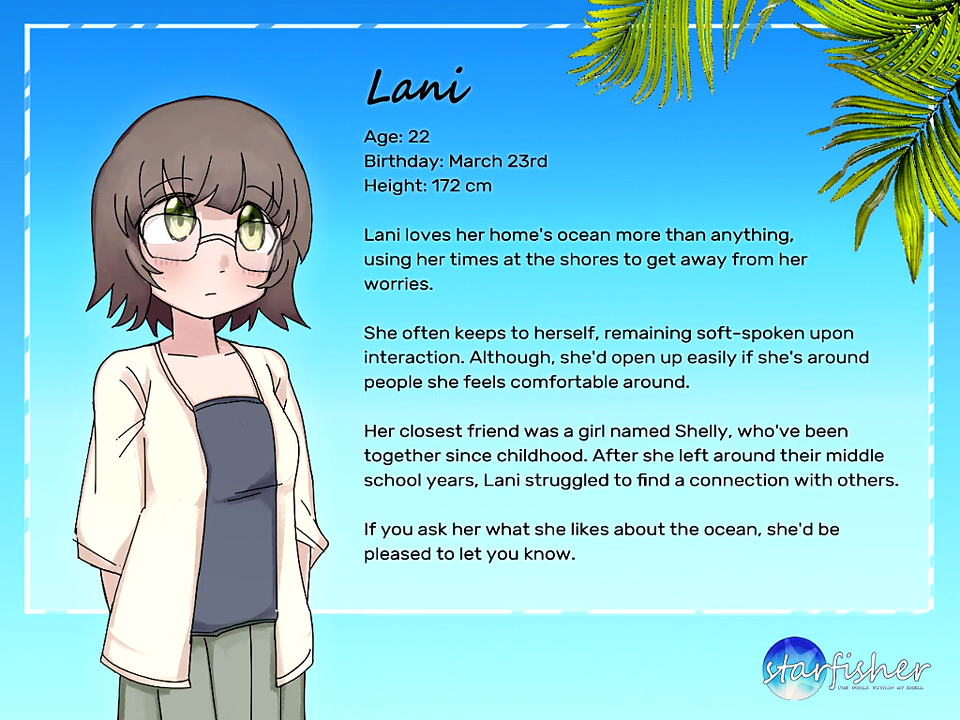 Lani
Age: 22
Birthday: March 23rd
Height: 172 cm
Lani loves her home's ocean more than anything,
using her times at the shores to get away from her
worries.
She often keeps to herself, remaining soft-spoken upon
interaction. Although, she'd open up easily if she's around
people she feels comfortable around.
Her closest friend was a girl named Shelly, who've been
together since childhood. After she left around their middle
school years, Lani struggled to find a connection with others.
If you ask her what she likes about the ocean, she'd be
pleased to let you know.
starfisher